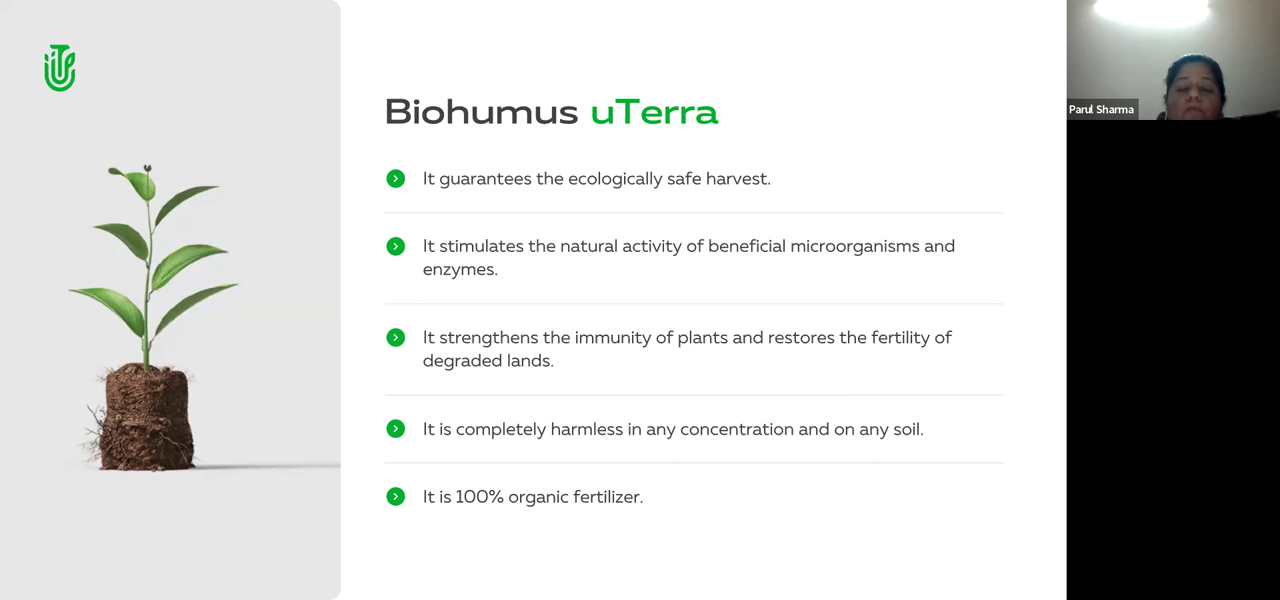 Biohumus uTerra
It guarantees the ecologically safe harvest.
It stimulates the natural activity of beneficial microorganisms and
enzymes.
It strengthens the immunity of plants and restores the fertility of
degraded lands.
It is completely harmless in any concentration and on any soil.
It is 100% organic fertilizer.
Parul Sharma